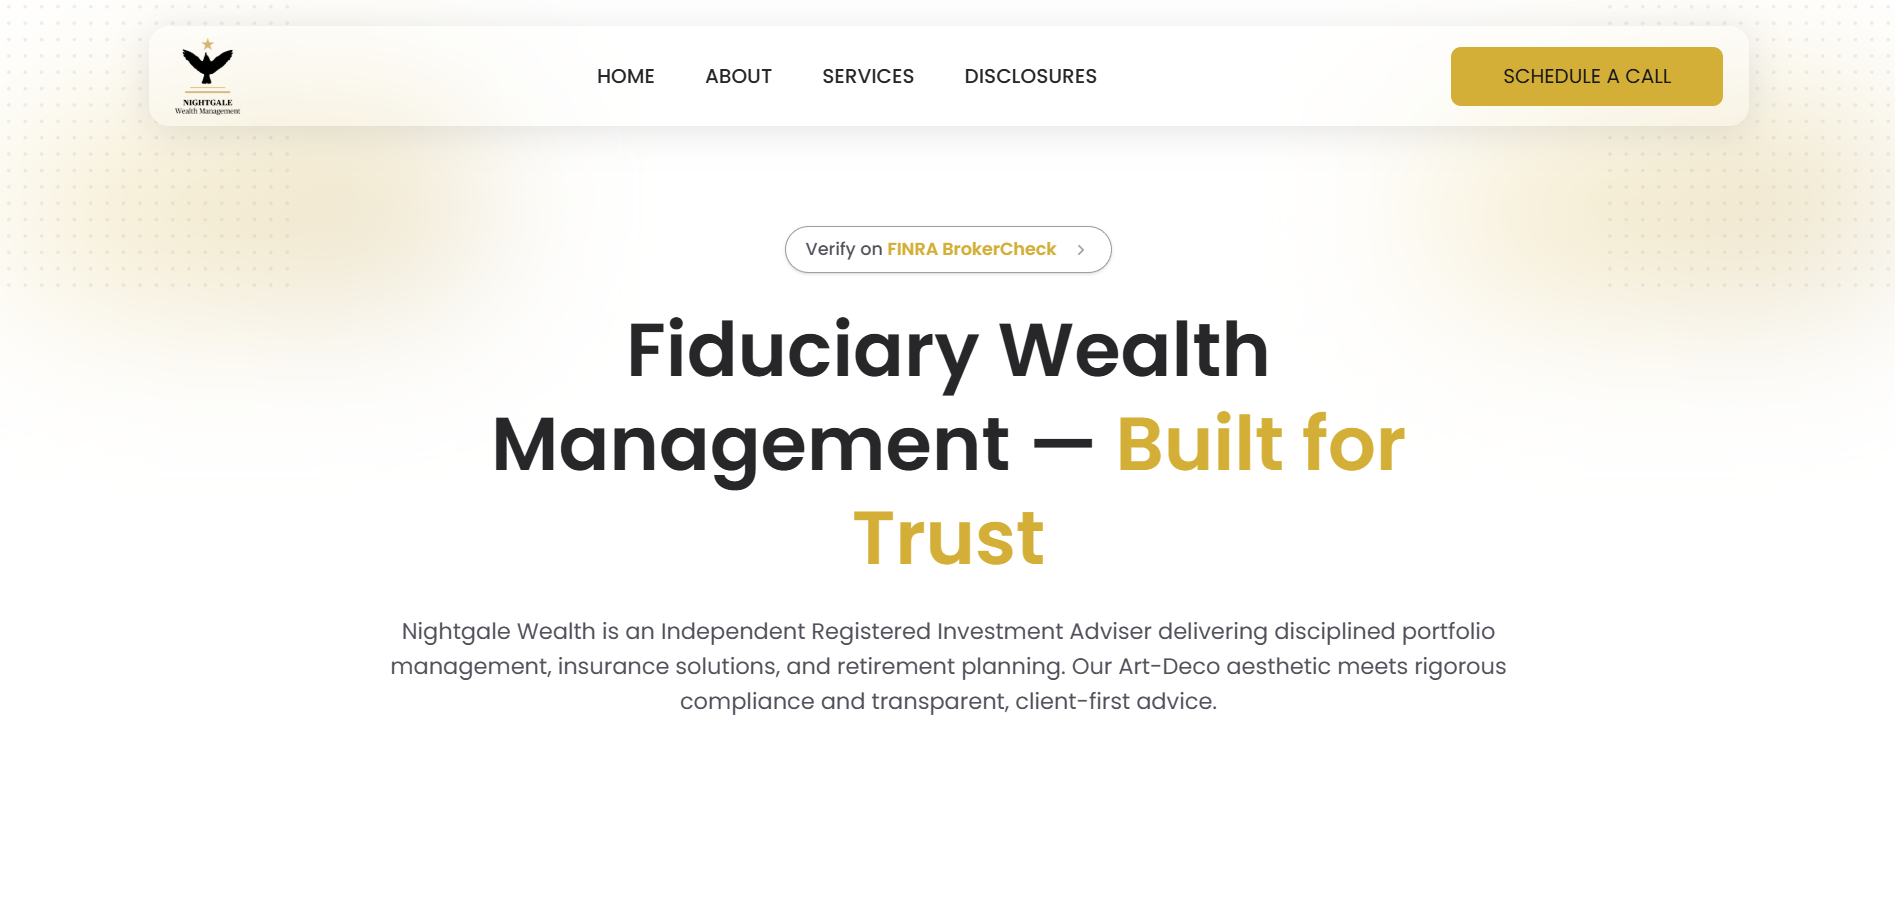 NIGHTGALE
Wealth Management
HOME ABOUT SERVICES DISCLOSURES
SCHEDULE A CALL
Verify on FINRA BrokerCheck
Fiduciary Wealth
Management — Built for
Trust
Nightgale Wealth is an Independent Registered Investment Adviser delivering disciplined portfolio
management, insurance solutions, and retirement planning. Our Art-Deco aesthetic meets rigorous
compliance and transparent, client-first advice.